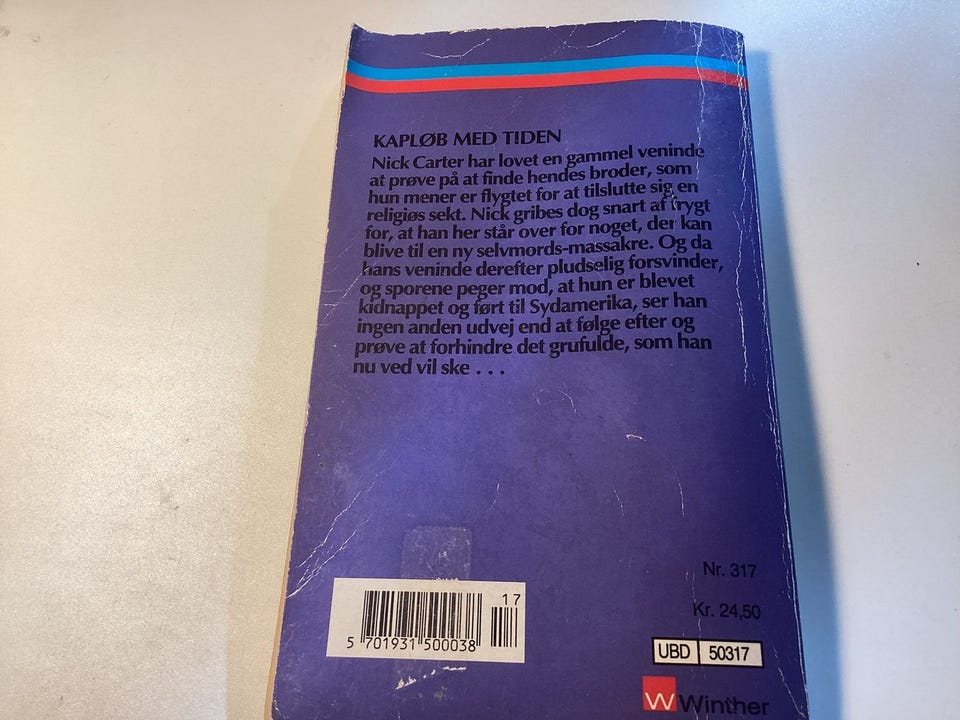 KAPLØB MED TIDEN
Nick Carter har lovet en gammel veninde
at prøve på at finde hendes broder, som
hun mener er flygtet for at tilslutte sig en
religiøs sekt. Nick gribes dog snart af frygt
for, at han her står over for noget, der kan
blive til en ny selvmords-massakre. Og da
hans veninde derefter pludselig forsvinder,
og sporene peger mod, at hun er blevet
kidnappet og ført til Sydamerika, ser han
ingen anden udvej end at følge efter og
prøve at forhindre det grufulde, som han
nu ved vil ske . . .
Nr. 317
Kr. 24,50
17
5 701931 500038
UBD 50317
W Winther